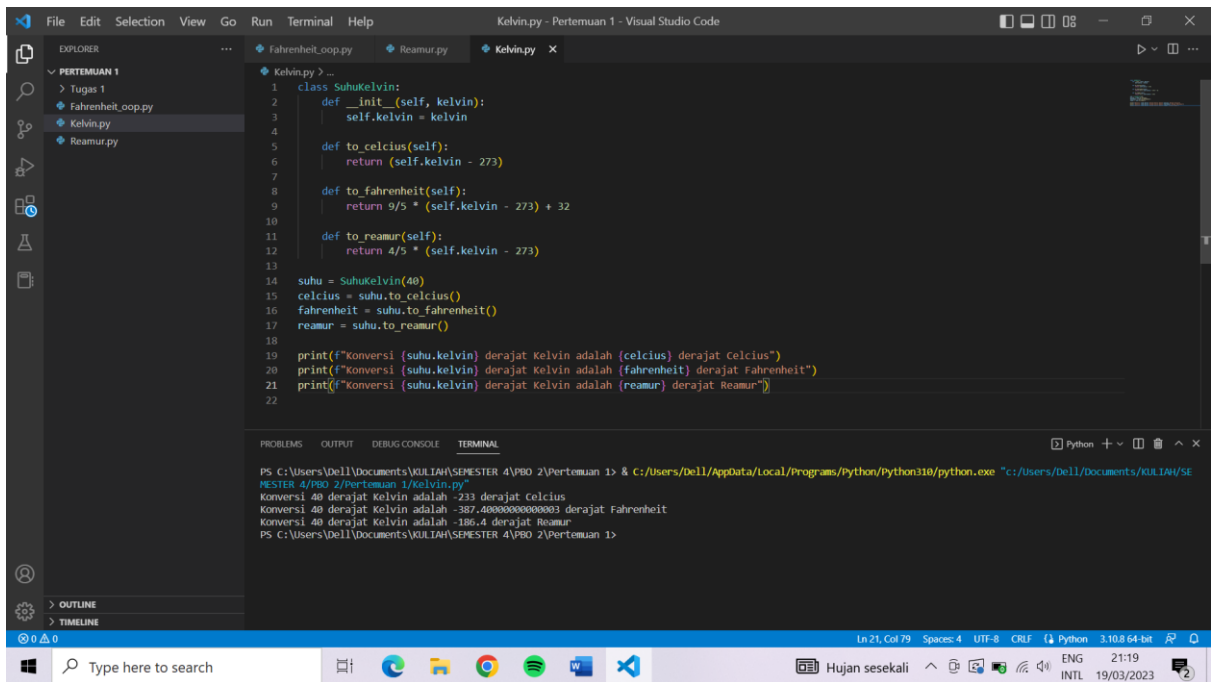 File Edit Selection View Go Run Terminal Help Kelvin.py - Pertemuan 1 - Visual Studio Code
EXPLORER ...
PERTEMUAN 1
> Tugas 1
Fahrenheit_oop.py
Kelvin.py
Reamur.py
> OUTLINE
> TIMELINE
Fahrenheit_oop.py Reamur.py Kelvin.py ×
Kelvin.py > ...
1 class SuhuKelvin:
2     def __init__(self, kelvin):
3         self.kelvin = kelvin
4
5     def to_celcius(self):
6         return (self.kelvin - 273)
7
8     def to_fahrenheit(self):
9         return 9/5 * (self.kelvin - 273) + 32
10
11     def to_reamur(self):
12         return 4/5 * (self.kelvin - 273)
13
14 suhu = SuhuKelvin(40)
15 celcius = suhu.to_celcius()
16 fahrenheit = suhu.to_fahrenheit()
17 reamur = suhu.to_reamur()
18
19 print(f"Konversi {suhu.kelvin} derajat Kelvin adalah {celcius} derajat Celcius")
20 print(f"Konversi {suhu.kelvin} derajat Kelvin adalah {fahrenheit} derajat Fahrenheit")
21 print(f"Konversi {suhu.kelvin} derajat Kelvin adalah {reamur} derajat Reamur")
22
PROBLEMS OUTPUT DEBUG CONSOLE TERMINAL Python
PS C:\Users\Dell\Documents\KULIAH\SEMESTER 4\PBO 2\Pertemuan 1> & C:/Users/Dell/AppData/Local/Programs/Python/Python310/python.exe "c:/Users/Dell/Documents/KULIAH/SE
MESTER 4/PBO 2/Pertemuan 1/Kelvin.py"
Konversi 40 derajat Kelvin adalah -233 derajat Celcius
Konversi 40 derajat Kelvin adalah -387.40000000000003 derajat Fahrenheit
Konversi 40 derajat Kelvin adalah -186.4 derajat Reamur
PS C:\Users\Dell\Documents\KULIAH\SEMESTER 4\PBO 2\Pertemuan 1>
0 0 Ln 21, Col 79 Spaces: 4 UTF-8 CRLF Python 3.10.8 64-bit
Type here to search Hujan sesekali ENG 21:19
INTL 19/03/2023 2